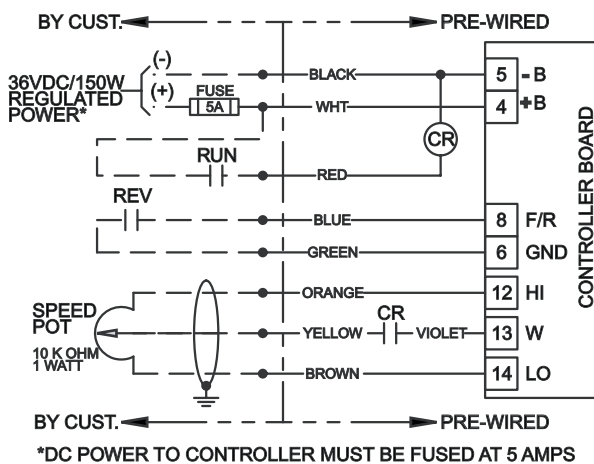 BY CUST.
PRE-WIRED
(-)
BLACK
5
- B
36VDC/150W
REGULATED
POWER*
(+)
FUSE
5A
WHT
4
+B
CR
RUN
RED
REV
BLUE
8
F/R
GREEN
6
GND
CONTROLLER BOARD
ORANGE
12
HI
SPEED
POT
CR
YELLOW
VIOLET
13
W
10 K OHM
1 WATT
BROWN
14
LO
BY CUST.
PRE-WIRED
*DC POWER TO CONTROLLER MUST BE FUSED AT 5 AMPS